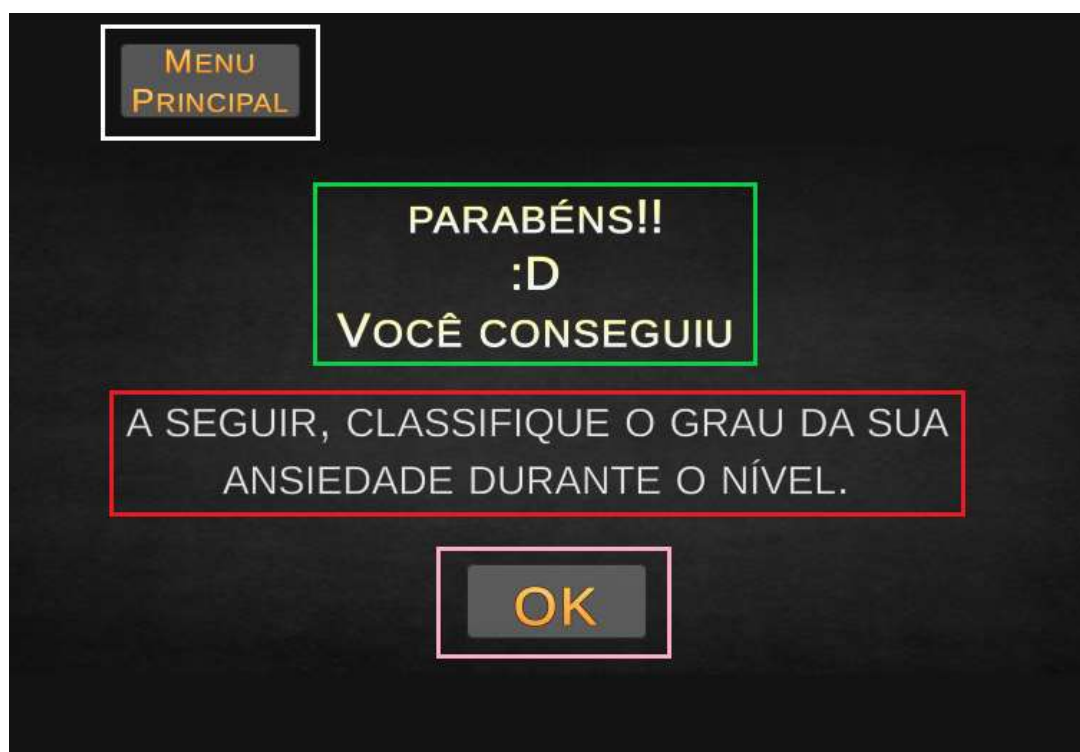 MENU
PRINCIPAL
PARABÉNS!!
:D
VOCÊ CONSEGUIU
A SEGUIR, CLASSIFIQUE O GRAU DA SUA
ANSIEDADE DURANTE O NÍVEL.
OK